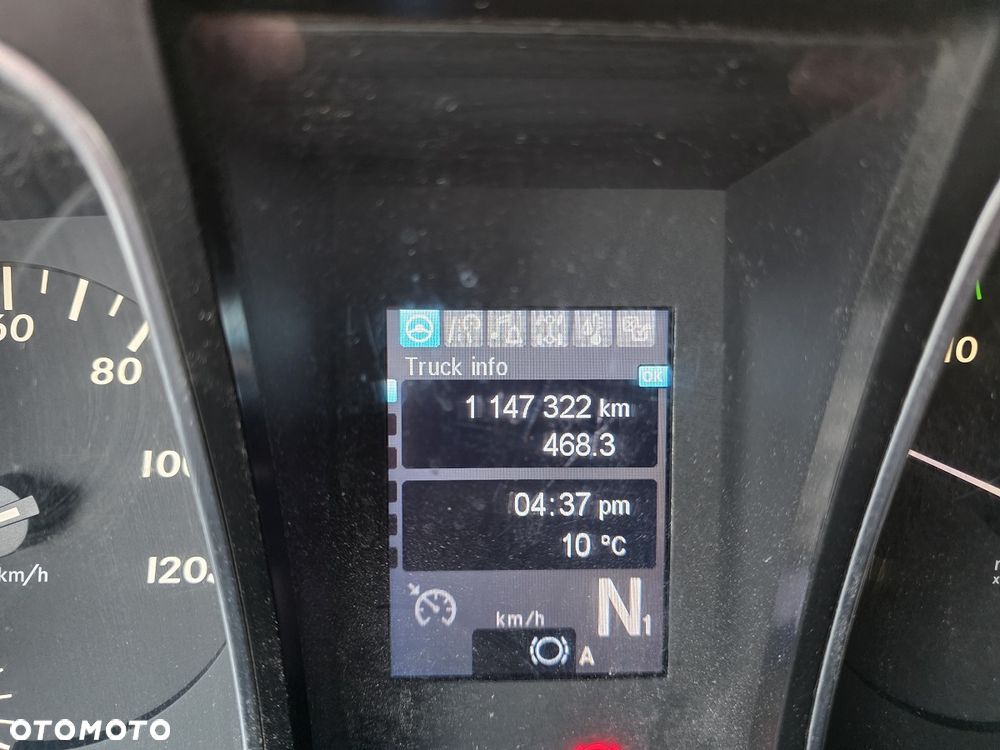 60
80
100
120
km/h
10
Truck info
ok
1 147 322 km
468.3
04:37 pm
10 °C
km/h
N1
A
OTOMOTO